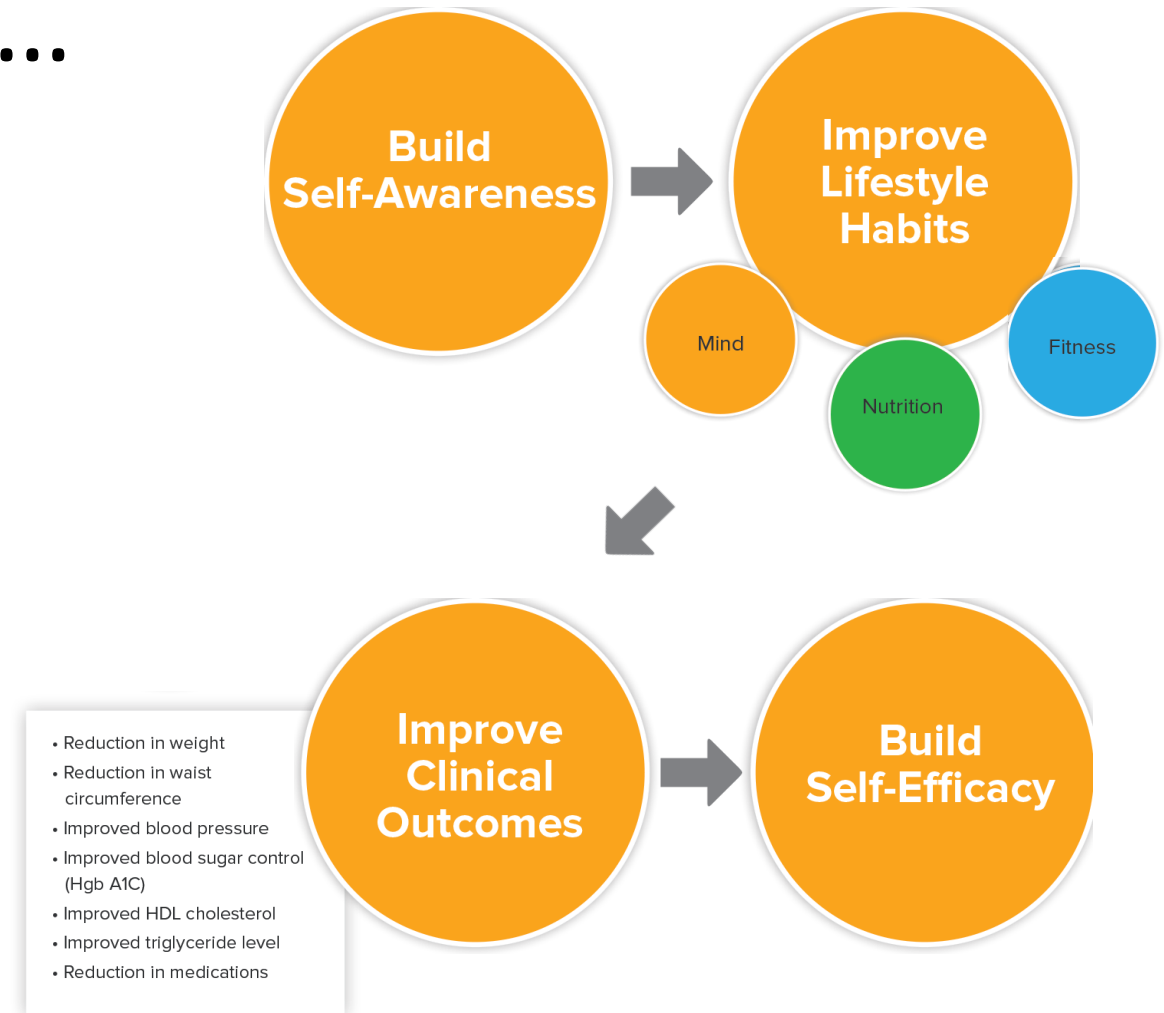 ...
Build
Self-Awareness
Improve
Lifestyle
Habits
Mind
Nutrition
Fitness
• Reduction in weight
• Reduction in waist
circumference
• Improved blood pressure
• Improved blood sugar control
(Hgb A1C)
• Improved HDL cholesterol
• Improved triglyceride level
• Reduction in medications
Improve
Clinical
Outcomes
Build
Self-Efficacy